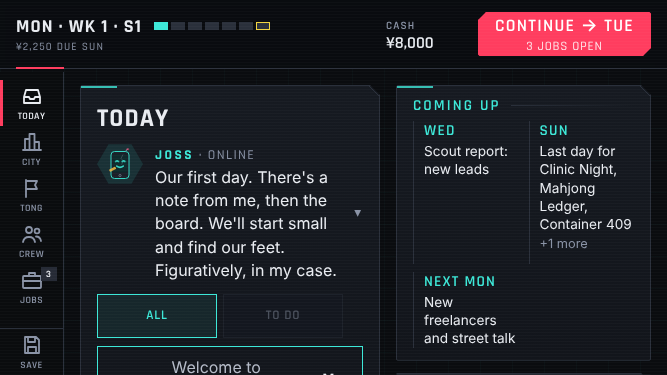 MON · WK 1 · S1
¥2,250 DUE SUN
CASH
¥8,000
CONTINUE → TUE
3 JOBS OPEN
TODAY
CITY
TONG
CREW
3
JOBS
SAVE
TODAY
JOSS · ONLINE
Our first day. There's a
note from me, then the
board. We'll start small
and find our feet.
Figuratively, in my case.
ALL
TO DO
Welcome to
COMING UP
WED
Scout report:
new leads
SUN
Last day for
Clinic Night,
Mahjong
Ledger,
Container 409
+1 more
NEXT MON
New
freelancers
and street talk